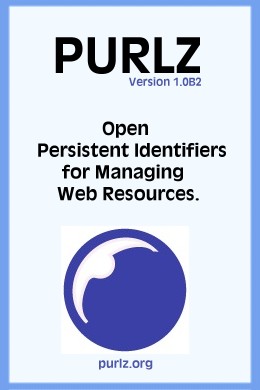 PURLZ
Version 1.0B2
Open
Persistent Identifiers
for Managing
Web Resources.
purlz.org